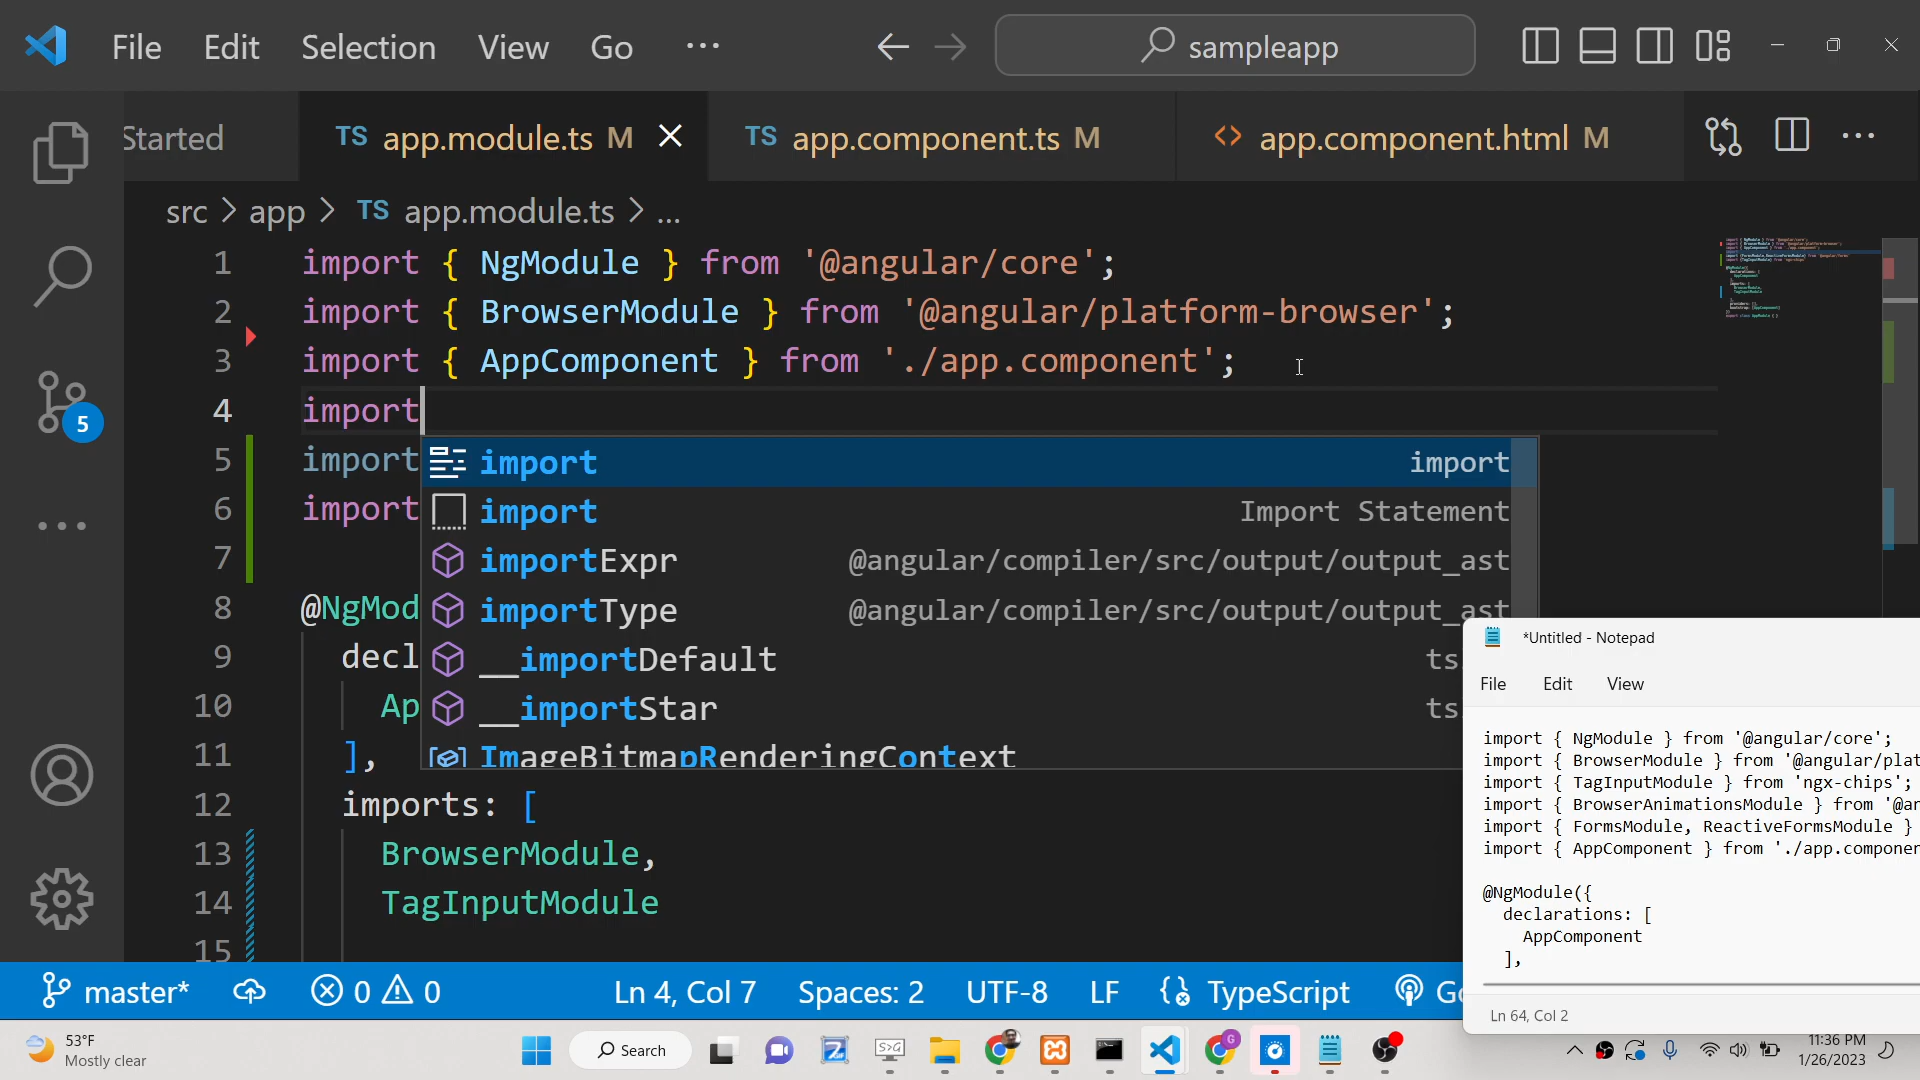 File Edit Selection View Go ... sampleapp
Started TS app.module.ts M TS app.component.ts M <> app.component.html M
src > app > TS app.module.ts > ...
1 import { NgModule } from '@angular/core';
2 import { BrowserModule } from '@angular/platform-browser';
3 import { AppComponent } from './app.component';
4 import
5 import
6 import
7
8 @NgMod
9 decl
10 Ap
11 ],
12 imports: [
13 BrowserModule,
14 TagInputModule
15
import import
import Import Statement
importExpr @angular/compiler/src/output/output_ast
importType @angular/compiler/src/output/output_ast
__importDefault ts
__importStar ts
ImageBitmapRenderingContext
5
*Untitled - Notepad
File Edit View
import { NgModule } from '@angular/core';
import { BrowserModule } from '@angular/plat
import { TagInputModule } from 'ngx-chips';
import { BrowserAnimationsModule } from '@an
import { FormsModule, ReactiveFormsModule }
import { AppComponent } from './app.componen
@NgModule({
declarations: [
AppComponent
],
Ln 64, Col 2
master* 0 0 Ln 4, Col 7 Spaces: 2 UTF-8 LF TypeScript Go
53°F
Mostly clear
Search
11:36 PM
1/26/2023